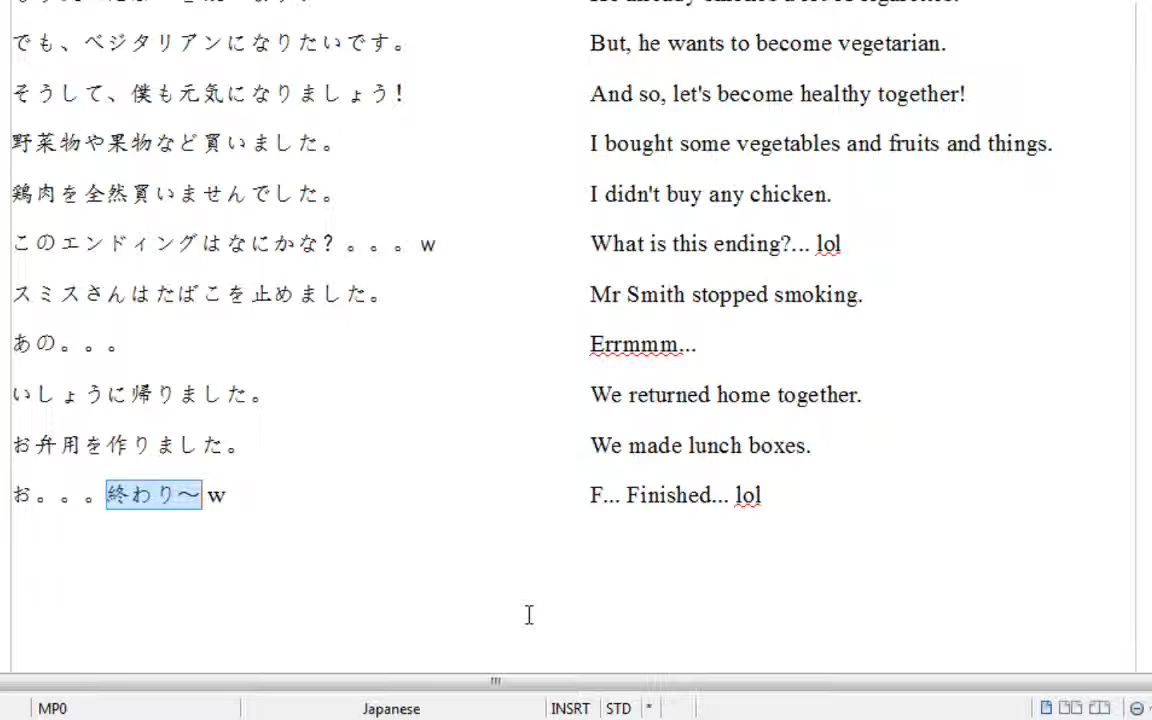 でも、ベジタリアンになりたいです。 But, he wants to become vegetarian.
そうして、僕も元気になりましょう! And so, let's become healthy together!
野菜物や果物など買いました。 I bought some vegetables and fruits and things.
鶏肉を全然買いませんでした。 I didn't buy any chicken.
このエンディングはなにかな?。。。w What is this ending?... lol
スミスさんはたばこを止めました。 Mr Smith stopped smoking.
あの。。。 Errmmm...
いしょうに帰りました。 We returned home together.
お弁用を作りました。 We made lunch boxes.
お。。。終わり〜 w F... Finished... lol
MP0 Japanese INSRT STD *